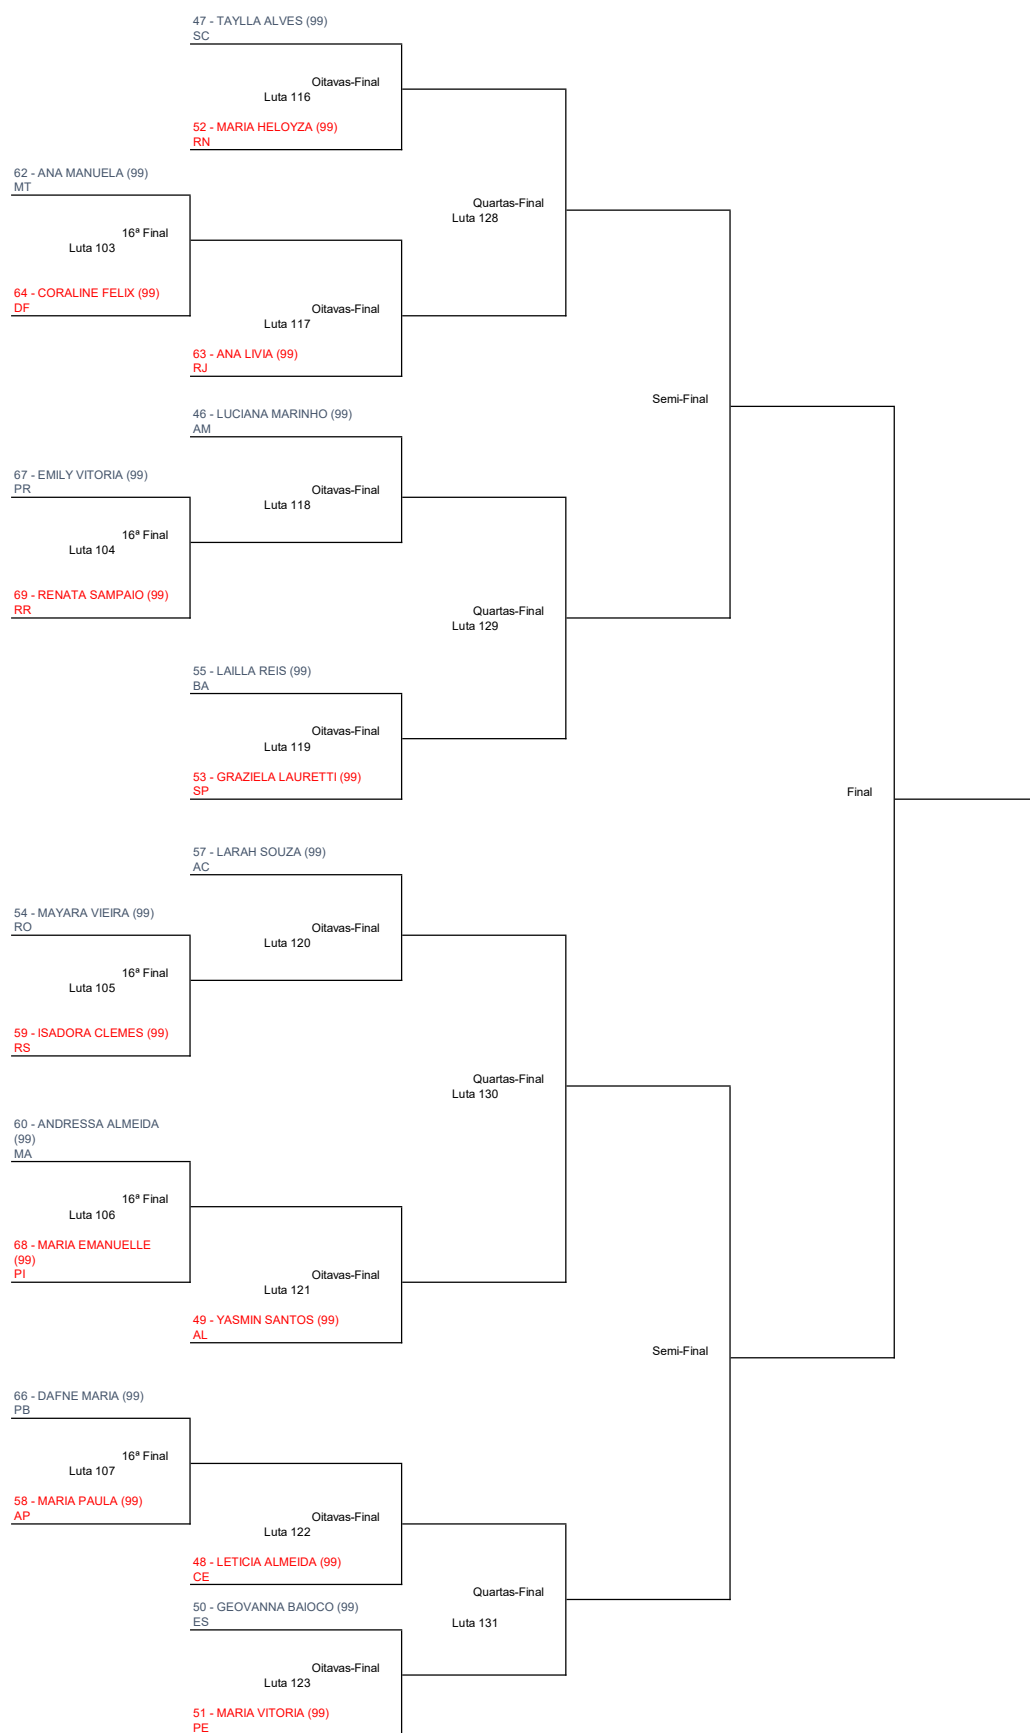 47 - TAYLLA ALVES (99)
SC
Oitavas-Final
Luta 116
52 - MARIA HELOYZA (99)
RN
62 - ANA MANUELA (99)
MT
Quartas-Final
Luta 128
16ª Final
Luta 103
64 - CORALINE FELIX (99)
DF
Oitavas-Final
Luta 117
63 - ANA LIVIA (99)
RJ
Semi-Final
46 - LUCIANA MARINHO (99)
AM
67 - EMILY VITORIA (99)
PR
Oitavas-Final
Luta 118
16ª Final
Luta 104
69 - RENATA SAMPAIO (99)
RR
Quartas-Final
Luta 129
55 - LAILLA REIS (99)
BA
Oitavas-Final
Luta 119
53 - GRAZIELA LAURETTI (99)
SP
Final
57 - LARAH SOUZA (99)
AC
54 - MAYARA VIEIRA (99)
RO
Oitavas-Final
Luta 120
16ª Final
Luta 105
59 - ISADORA CLEMES (99)
RS
Quartas-Final
Luta 130
60 - ANDRESSA ALMEIDA
(99)
MA
16ª Final
Luta 106
68 - MARIA EMANUELLE
(99)
PI
Oitavas-Final
Luta 121
49 - YASMIN SANTOS (99)
AL
Semi-Final
66 - DAFNE MARIA (99)
PB
16ª Final
Luta 107
58 - MARIA PAULA (99)
AP
Oitavas-Final
Luta 122
48 - LETICIA ALMEIDA (99)
CE
Quartas-Final
Luta 131
50 - GEOVANNA BAIOCO (99)
ES
Oitavas-Final
Luta 123
51 - MARIA VITORIA (99)
PE